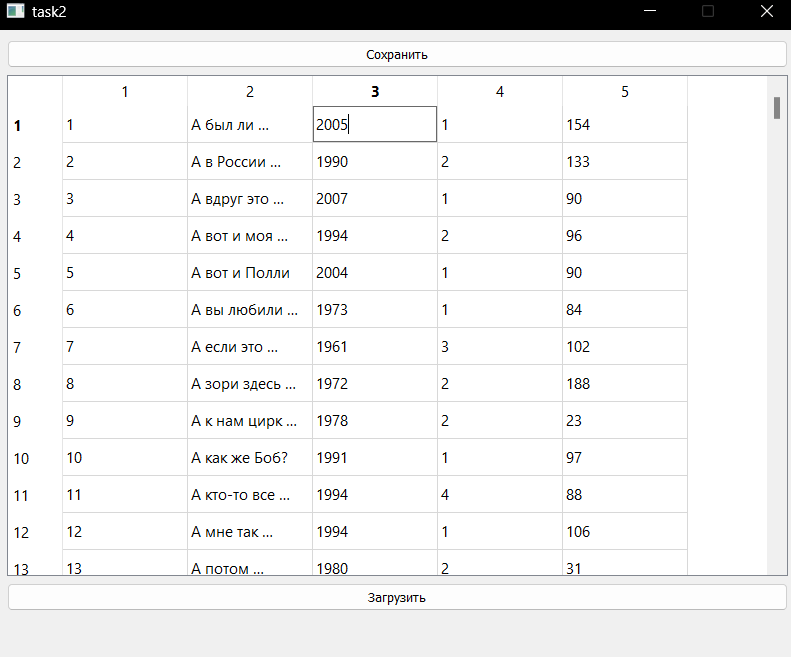 task2
Сохранить
1 2 3 4 5
1 1 А был ли ... 2005 1 154
2 2 А в России ... 1990 2 133
3 3 А вдруг это ... 2007 1 90
4 4 А вот и моя ... 1994 2 96
5 5 А вот и Полли 2004 1 90
6 6 А вы любили ... 1973 1 84
7 7 А если это ... 1961 3 102
8 8 А зори здесь ... 1972 2 188
9 9 А к нам цирк ... 1978 2 23
10 10 А как же Боб? 1991 1 97
11 11 А кто-то все ... 1994 4 88
12 12 А мне так ... 1994 1 106
13 13 А потом ... 1980 2 31
Загрузить